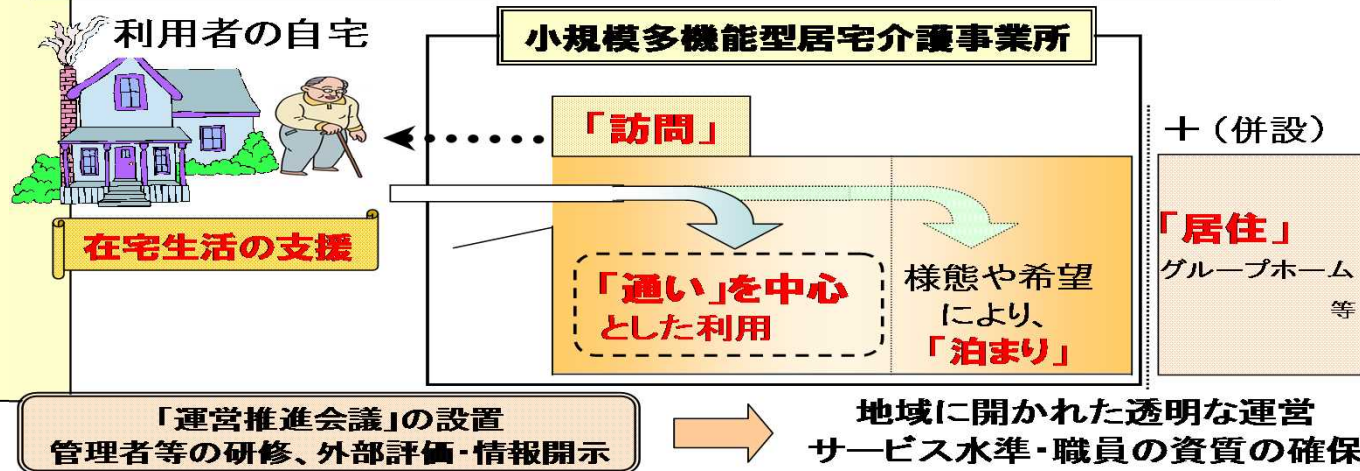 利用者の自宅
小規模多機能型居宅介護事業所
「訪問」
+(併設)
在宅生活の支援
「通い」を中心
とした利用
様態や希望
により、
「泊まり」
「居住」
グループホーム
等
「運営推進会議」の設置
管理者等の研修、外部評価・情報開示
地域に開かれた透明な運営
サービス水準・職員の資質の確保